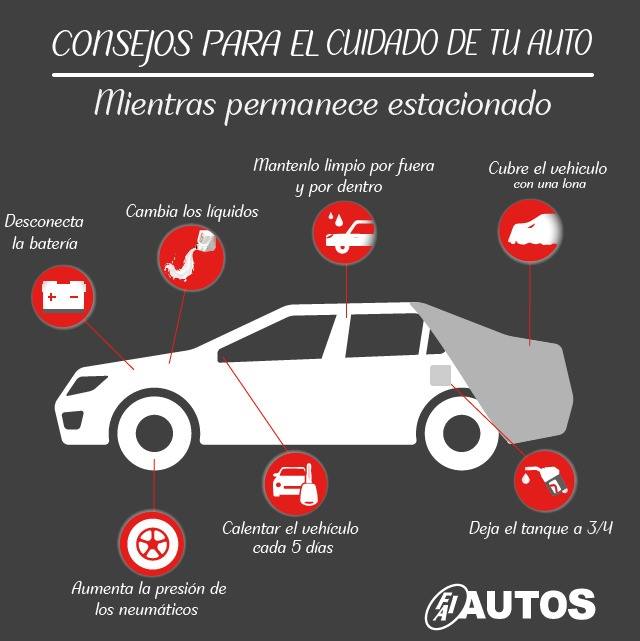 CONSEJOS PARA EL CUIDADO DE TU AUTO
Mientras permanece estacionado
Mantenlo limpio por fuera
y por dentro
Cubre el vehiculo
con una lona
Cambia los líquidos
Desconecta
la batería
Calentar el vehículo
cada 5 días
Deja el tanque a 3/4
Aumenta la presión de
los neumáticos
EIA AUTOS